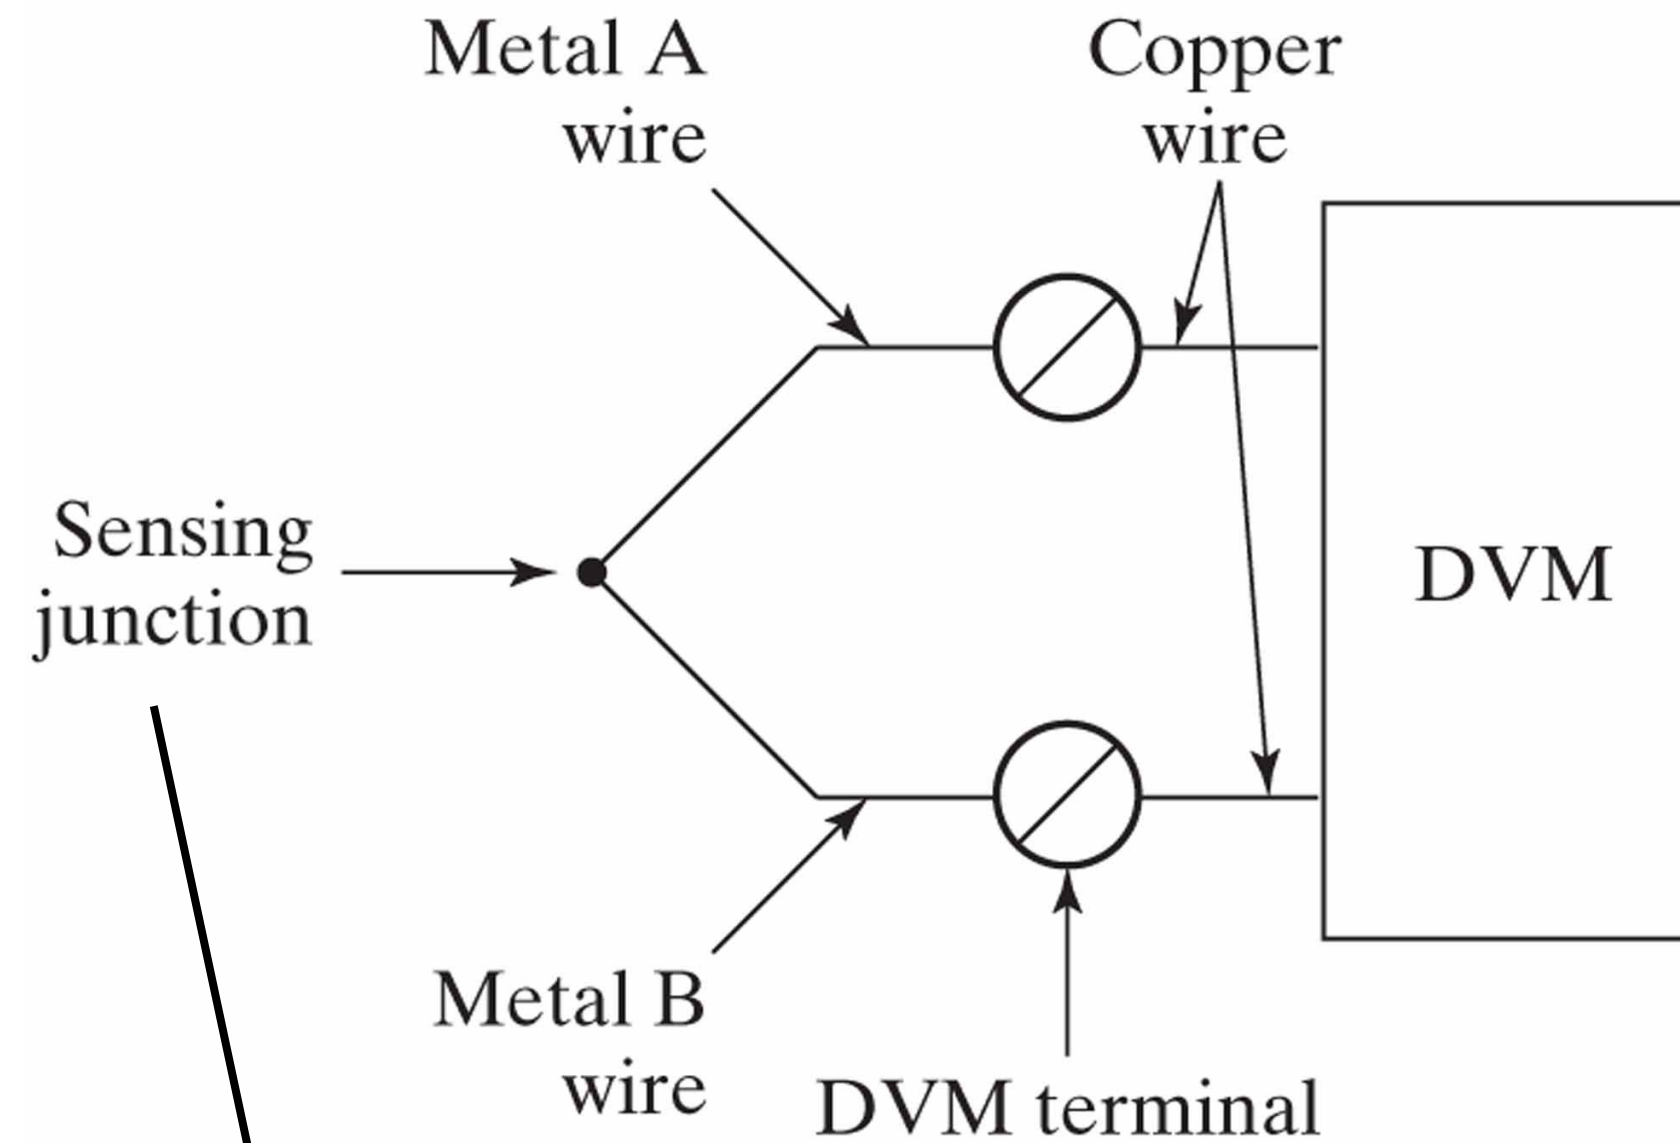 Metal A
wire
Copper
wire
Sensing
junction
DVM
Metal B
wire
DVM terminal